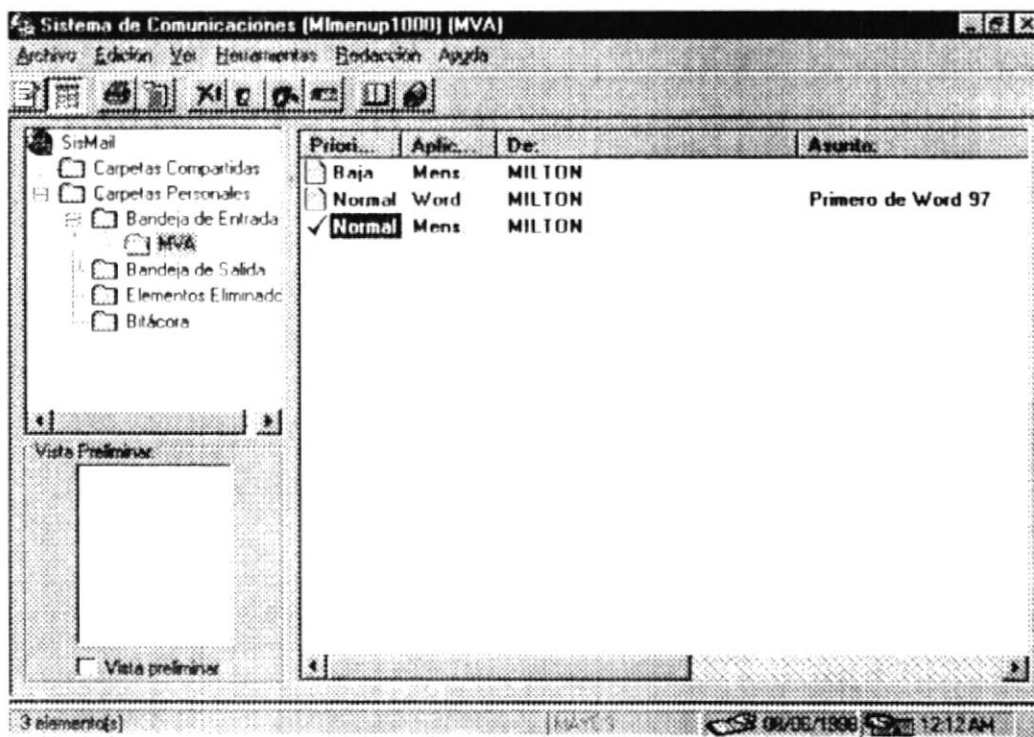 Sistema de Comunicaciones (MImenup1000) (MVA)
Archivo Edición Ver Herramientas Redacción Ayuda
SisMail
Carpetas Compartidas
Carpetas Personales
Bandeja de Entrada
MVA
Bandeja de Salida
Elementos Eliminado
Bitácora
Vista Preliminar
Vista preliminar
Priori... Aplic... De: Asunto:
Baja Mens. MILTON
Normal Word MILTON Primero de Word 97
Normal Mens. MILTON
3 elemento(s) 12:12 AM